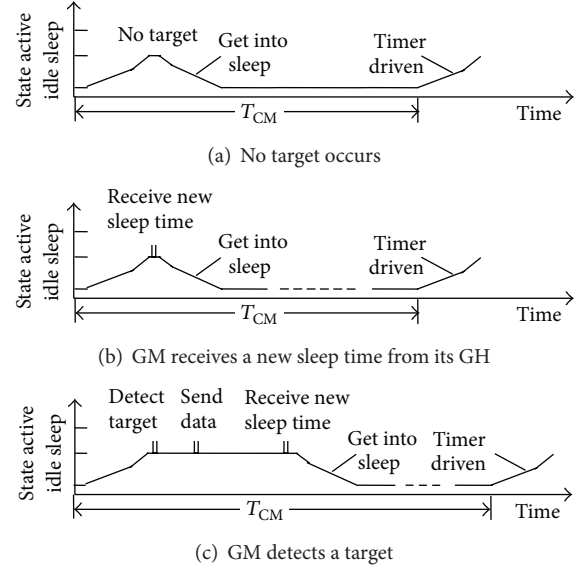 State active
idle sleep
No target
Get into
sleep
Timer
driven
T_CM
Time
(a) No target occurs
State active
idle sleep
Receive new
sleep time
Get into
sleep
Timer
driven
T_CM
Time
(b) GM receives a new sleep time from its GH
State active
idle sleep
Detect
target
Send
data
Receive new
sleep time
Get into
sleep
Timer
driven
T_CM
Time
(c) GM detects a target